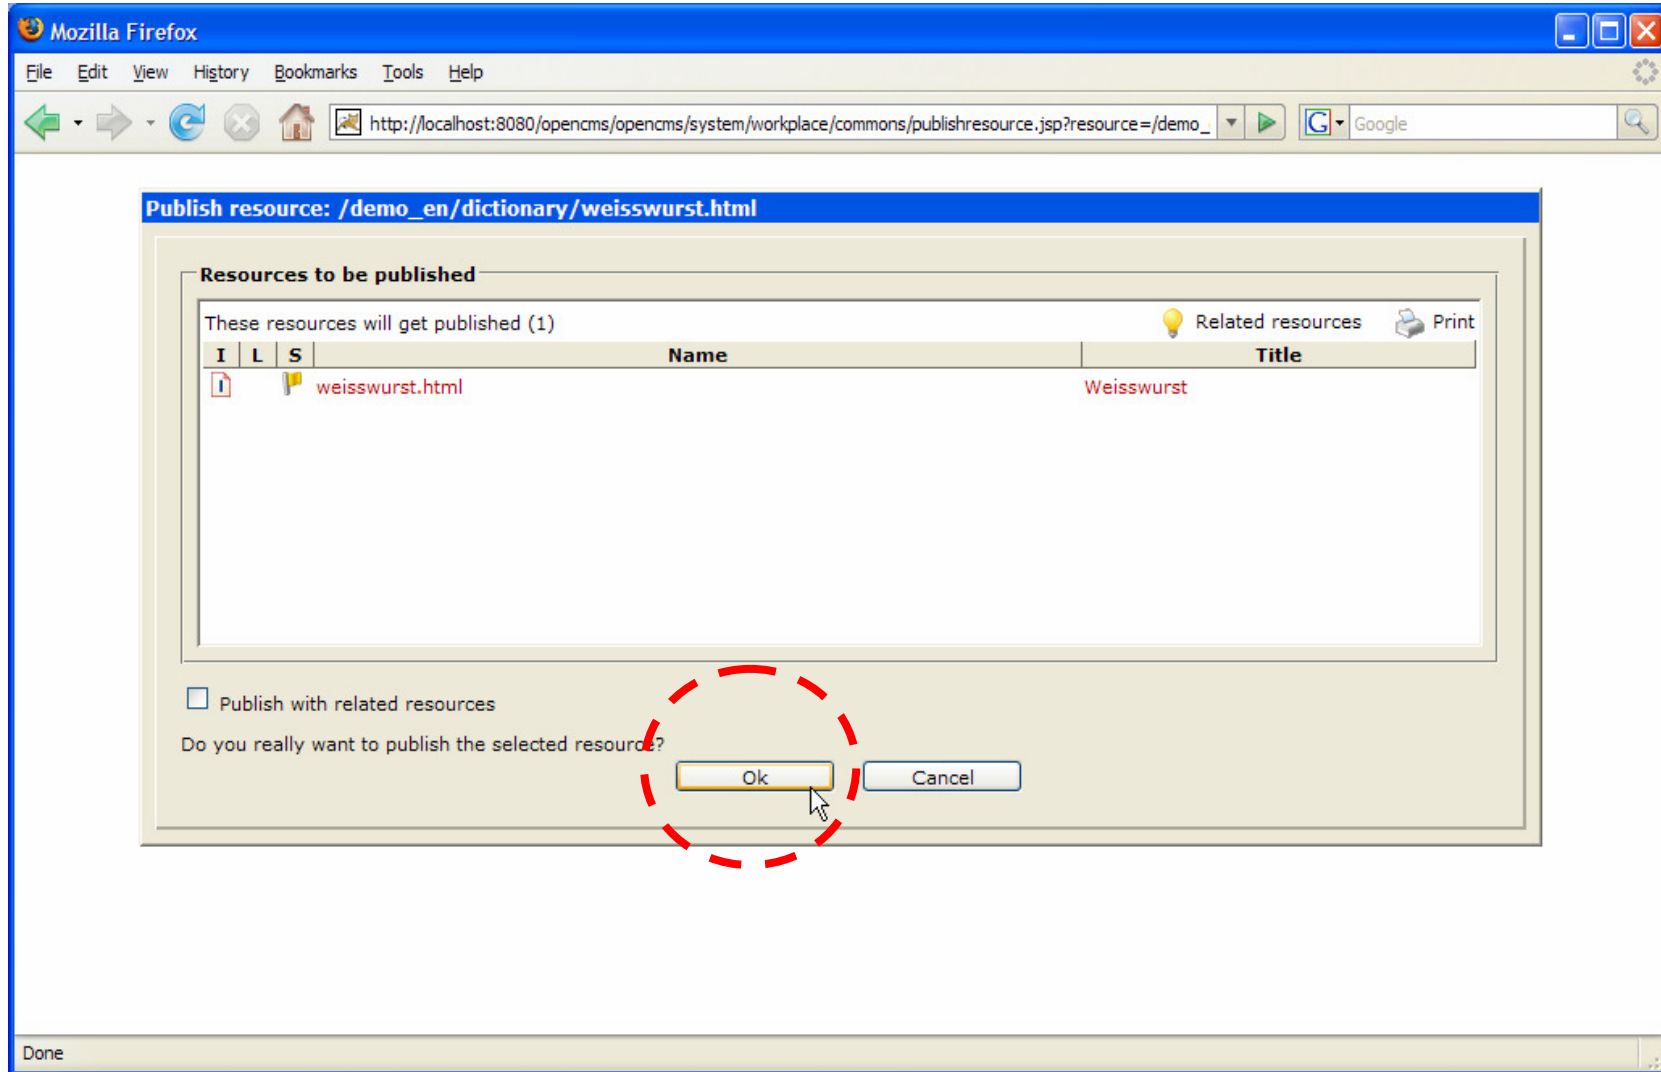 Mozilla Firefox
File Edit View History Bookmarks Tools Help
http://localhost:8080/opencms/opencms/system/workplace/commons/publishresource.jsp?resource=/demo_
G Google
Publish resource: /demo_en/dictionary/weisswurst.html
Resources to be published
These resources will get published (1) Related resources Print
I L S Name Title
I weisswurst.html Weisswurst
Publish with related resources
Do you really want to publish the selected resource?
Ok Cancel
Done